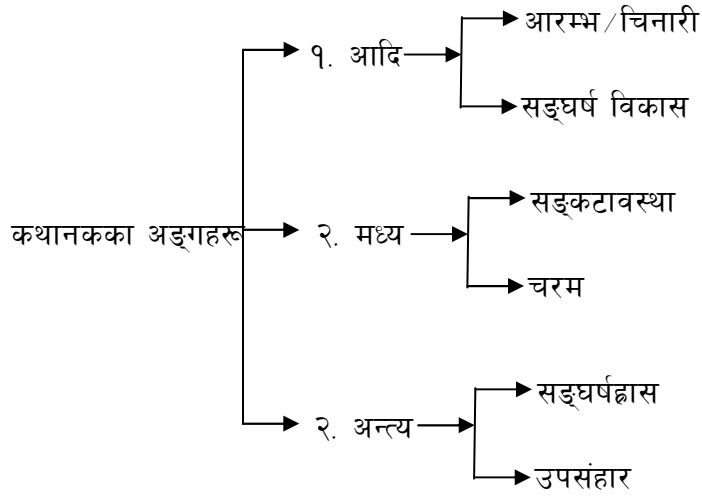 आरम्भ/चिनारी
१. आदि
सङ्घर्ष विकास
सङ्कटावस्था
कथानकका अङ्गहरू
२. मध्य
चरम
सङ्घर्षह्रास
२. अन्त्य
उपसंहार